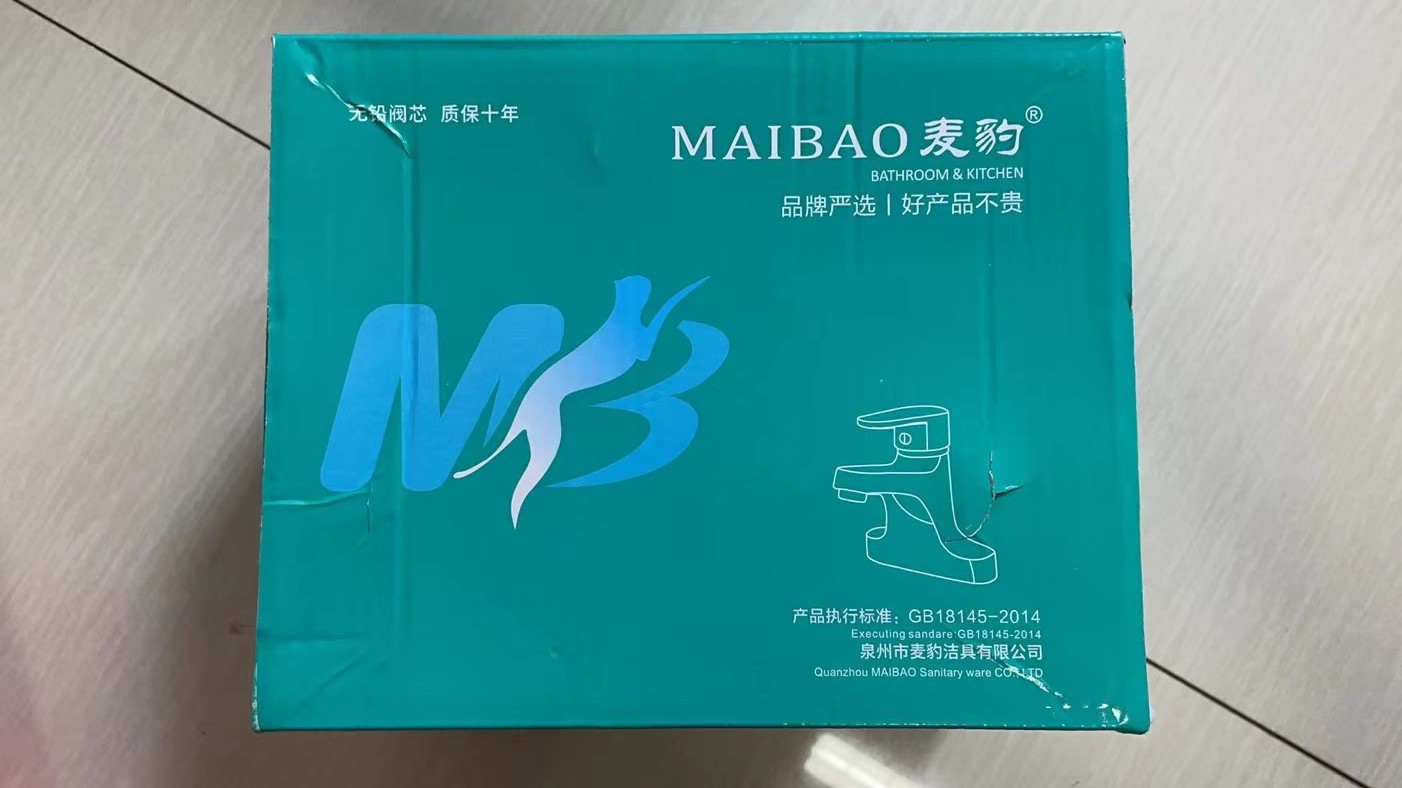 无铅阀芯 质保十年
MAIBAO麦豹®
BATHROOM & KITCHEN
品牌严选丨好产品不贵
MB
产品执行标准：GB18145-2014
Executing sandare:GB18145-2014
泉州市麦豹洁具有限公司
Quanzhou MAIBAO Sanitary ware CO.,LTD